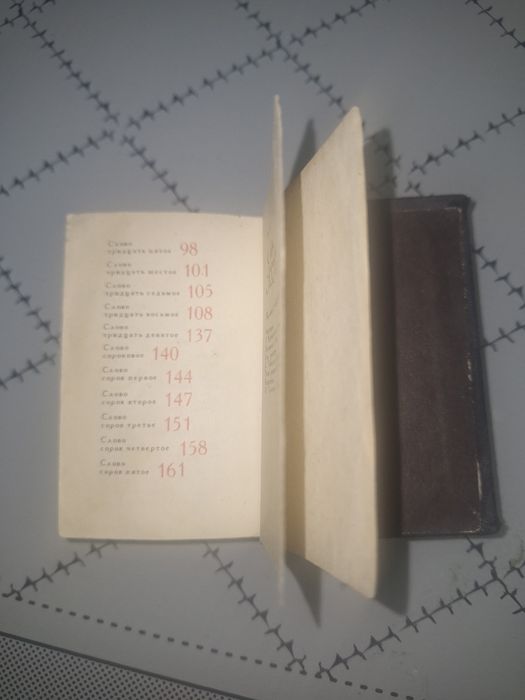 Слово
тридцать пятое 98
Слово
тридцать шестое 101
Слово
тридцать седьмое 105
Слово
тридцать восьмое 108
Слово
тридцать девятое 137
Слово
сороковое 140
Слово
сорок первое 144
Слово
сорок второе 147
Слово
сорок третье 151
Слово
сорок четвертое 158
Слово
сорок пятое 161